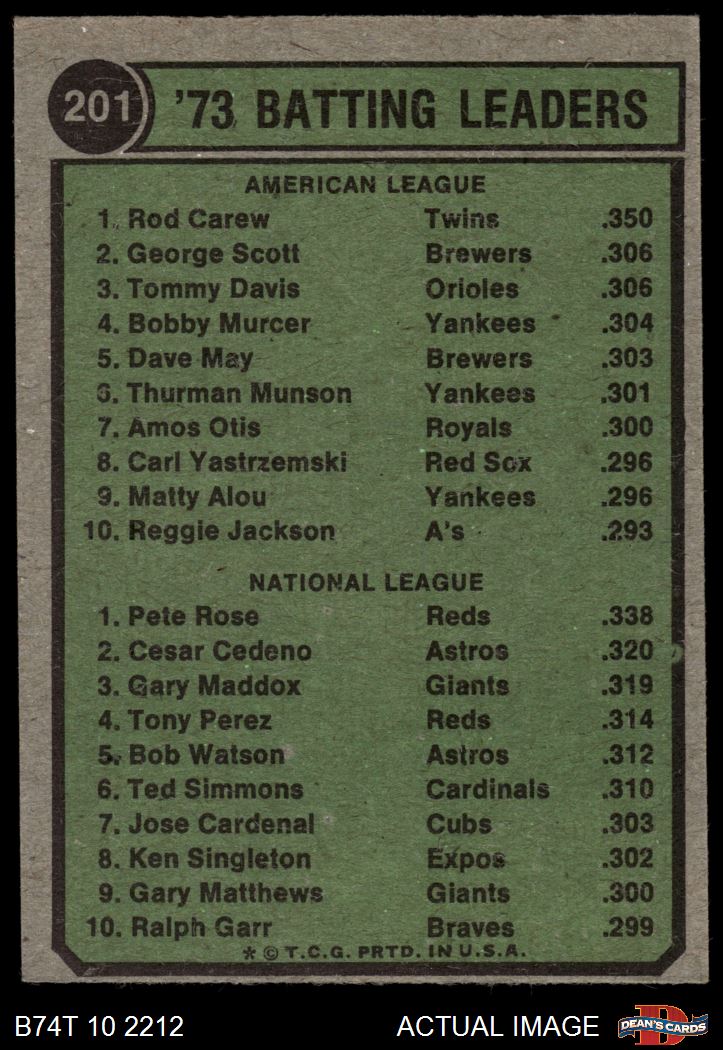 201 '73 BATTING LEADERS
AMERICAN LEAGUE
1. Rod Carew Twins .350
2. George Scott Brewers .306
3. Tommy Davis Orioles .306
4. Bobby Murcer Yankees .304
5. Dave May Brewers .303
6. Thurman Munson Yankees .301
7. Amos Otis Royals .300
8. Carl Yastrzemski Red Sox .296
9. Matty Alou Yankees .296
10. Reggie Jackson A's .293
NATIONAL LEAGUE
1. Pete Rose Reds .338
2. Cesar Cedeno Astros .320
3. Gary Maddox Giants .319
4. Tony Perez Reds .314
5. Bob Watson Astros .312
6. Ted Simmons Cardinals .310
7. Jose Cardenal Cubs .303
8. Ken Singleton Expos .302
9. Gary Matthews Giants .300
10. Ralph Garr Braves .299
* © T.C.G. PRTD. IN U.S.A.
B74T 10 2212 ACTUAL IMAGE D DEAN'S CARDS